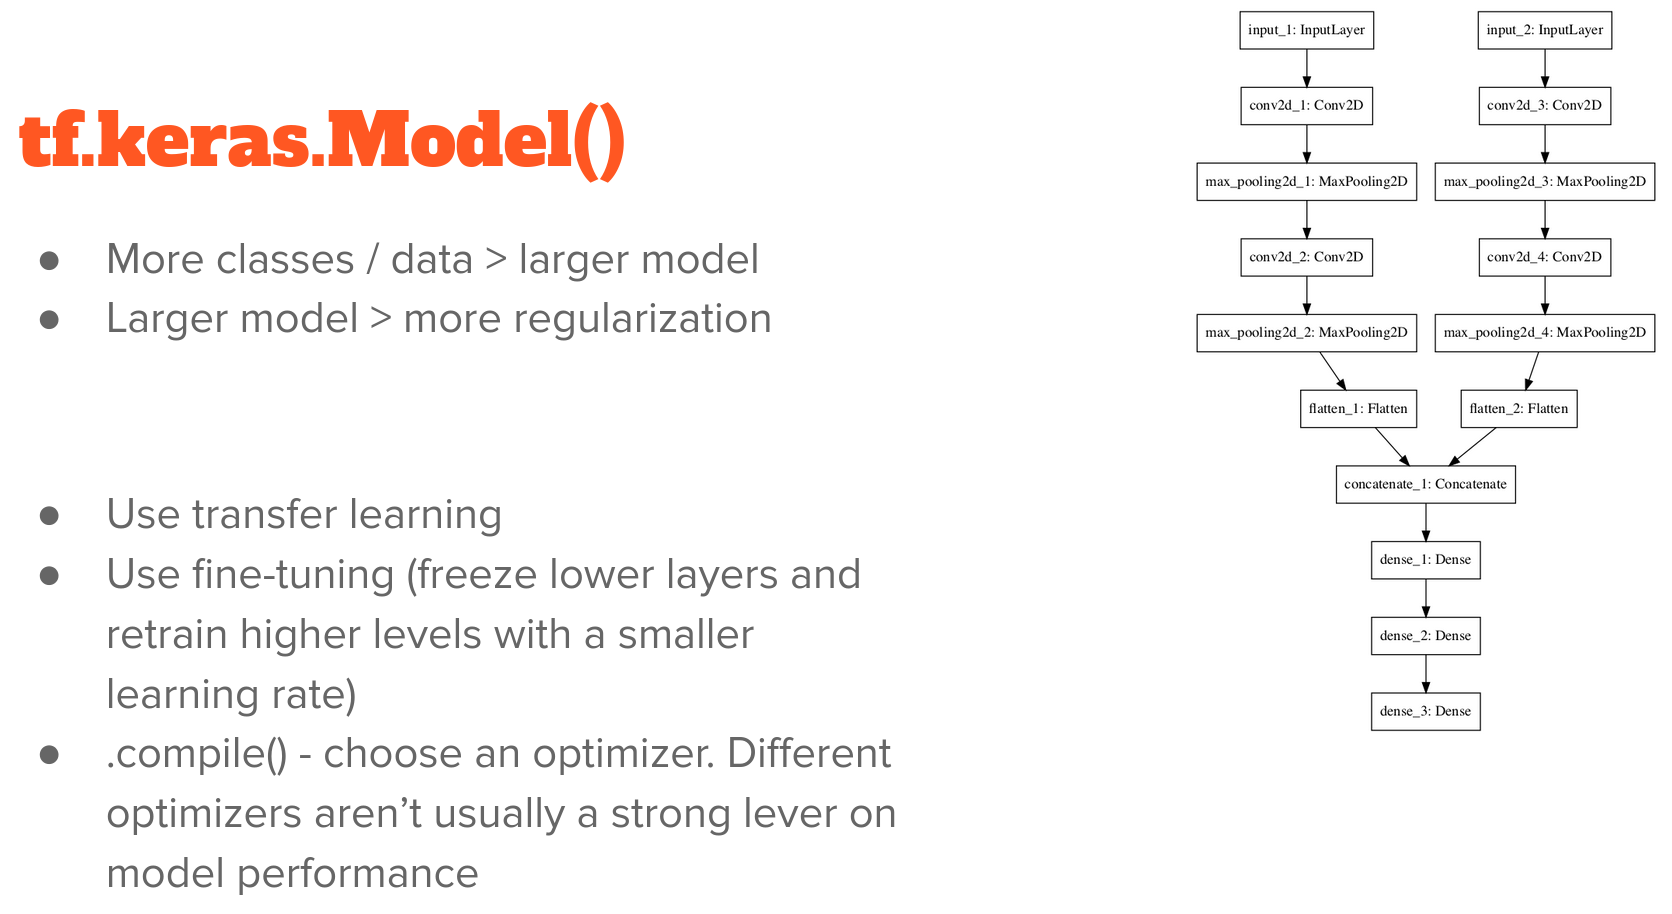 tf.keras.Model()
● More classes / data > larger model
● Larger model > more regularization
● Use transfer learning
● Use fine-tuning (freeze lower layers and
retrain higher levels with a smaller
learning rate)
● .compile() - choose an optimizer. Different
optimizers aren’t usually a strong lever on
model performance
input_1: InputLayer
input_2: InputLayer
conv2d_1: Conv2D
conv2d_3: Conv2D
max_pooling2d_1: MaxPooling2D
max_pooling2d_3: MaxPooling2D
conv2d_2: Conv2D
conv2d_4: Conv2D
max_pooling2d_2: MaxPooling2D
max_pooling2d_4: MaxPooling2D
flatten_1: Flatten
flatten_2: Flatten
concatenate_1: Concatenate
dense_1: Dense
dense_2: Dense
dense_3: Dense